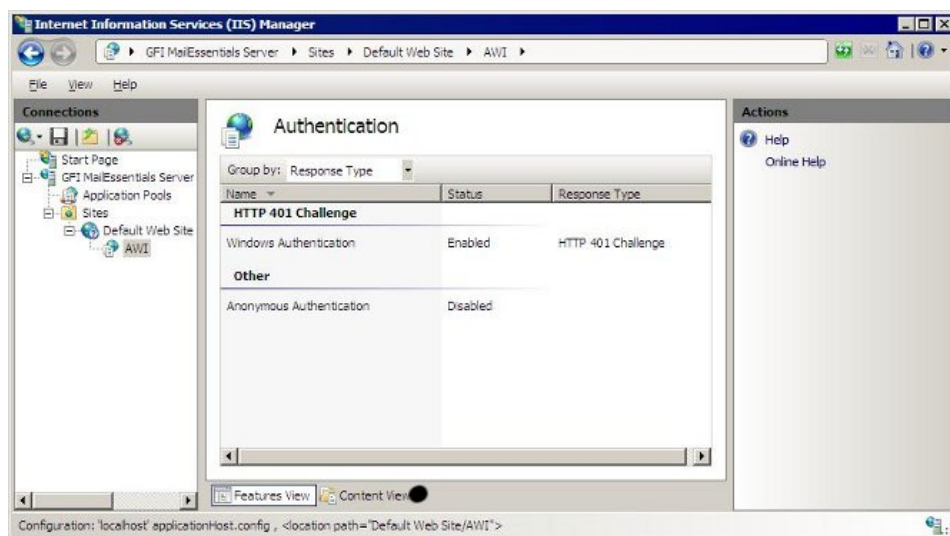 Internet Information Services (IIS) Manager
GFI MailEssentials Server Sites Default Web Site AWI
File View Help
Connections
Start Page
GFI MailEssentials Server
Application Pools
Sites
Default Web Site
AWI
Authentication
Group by: Response Type
Name Status Response Type
HTTP 401 Challenge
Windows Authentication Enabled HTTP 401 Challenge
Other
Anonymous Authentication Disabled
Features View Content View
Actions
Help
Online Help
Configuration: 'localhost' applicationHost.config , <location path="Default Web Site/AWI">